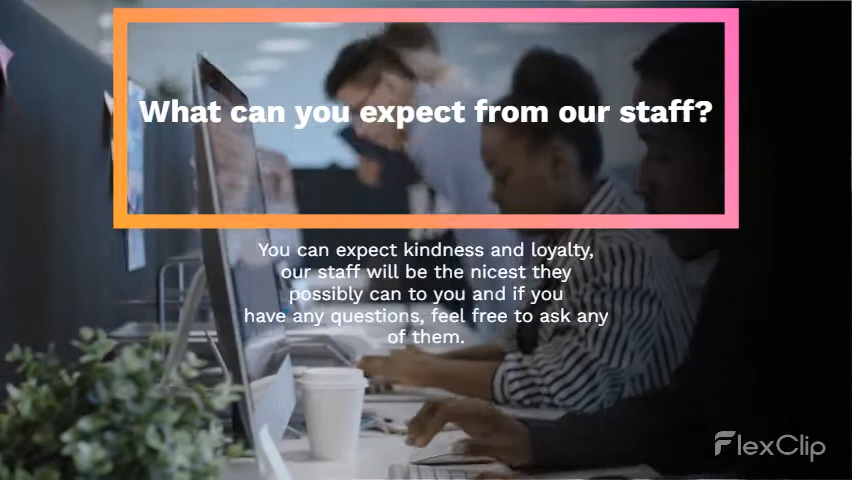 What can you expect from our staff?
You can expect kindness and loyalty,
our staff will be the nicest they
possibly can to you and if you
have any questions, feel free to ask any
of them.
FlexClip